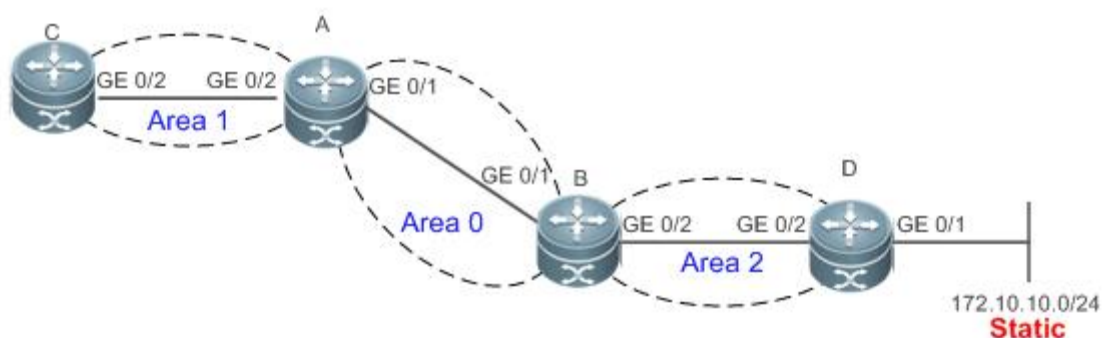 C
A
GE 0/2
GE 0/2
GE 0/1
Area 1
GE 0/1
B
D
Area 0
GE 0/2
GE 0/2
GE 0/1
Area 2
172.10.10.0/24
Static